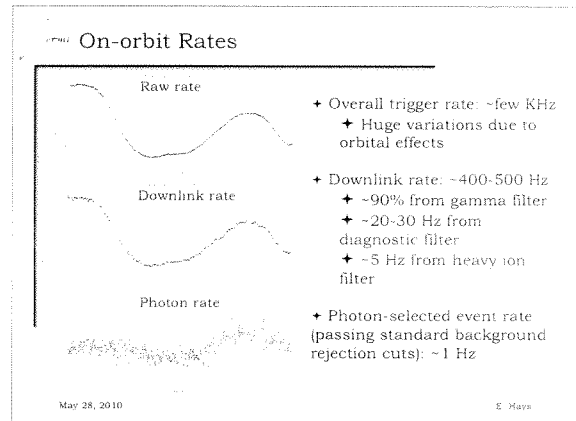 On-orbit Rates
Raw rate
Downlink rate
Photon rate
✦ Overall trigger rate: ~few KHz
✦ Huge variations due to
orbital effects
✦ Downlink rate: ~400-500 Hz
✦ ~90% from gamma filter
✦ ~20-30 Hz from
diagnostic filter
✦ ~5 Hz from heavy ion
filter
✦ Photon-selected event rate
(passing standard background
rejection cuts): ~1 Hz
May 28, 2010
E. Hays